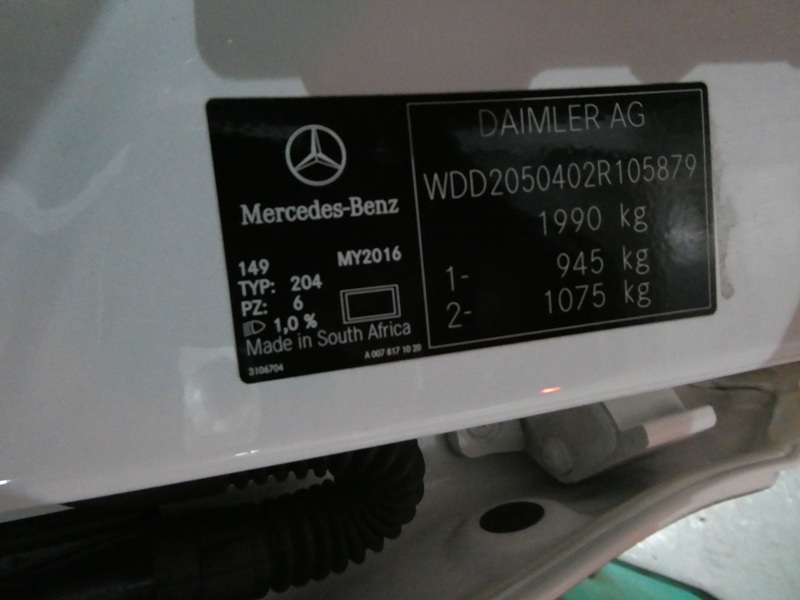 Mercedes-Benz
149 MY2016
TYP: 204
PZ: 6
1,0 %
Made in South Africa
3106704 A 007 817 10 20
DAIMLER AG
WDD2050402R105879
1990 kg
1- 945 kg
2- 1075 kg